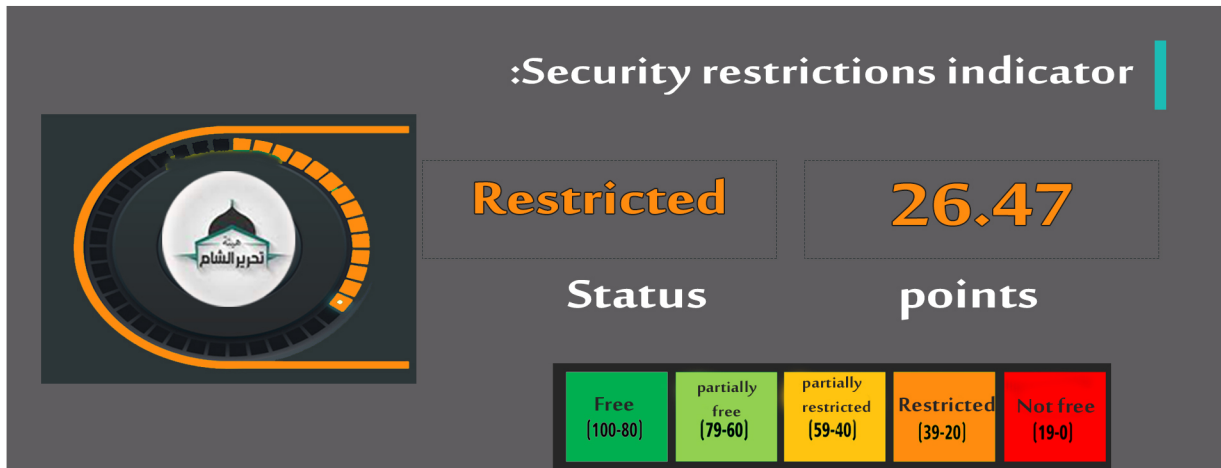 :Security restrictions indicator
هيئة
تحرير الشام
Restricted
26.47
Status
points
Free
(100-80)
partially
free
(79-60)
partially
restricted
(59-40)
Restricted
(39-20)
Not free
(19-0)